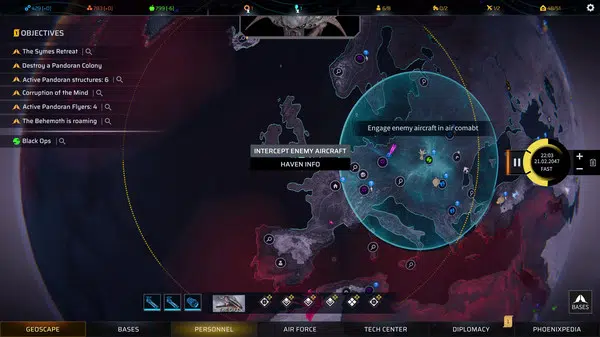 OBJECTIVES
The Symes Retreat
Destroy a Pandoran Colony
Active Pandoran structures: 6
Corruption of the Mind
Active Pandoran Flyers: 4
The Behemoth is roaming
Black Ops
Engage enemy aircraft in air comabt
INTERCEPT ENEMY AIRCRAFT
HAVEN INFO
22:03
21.02.2047
FAST
BASES
GEOSCAPE
BASES
PERSONNEL
AIR FORCE
TECH CENTER
DIPLOMACY
PHOENIXPEDIA